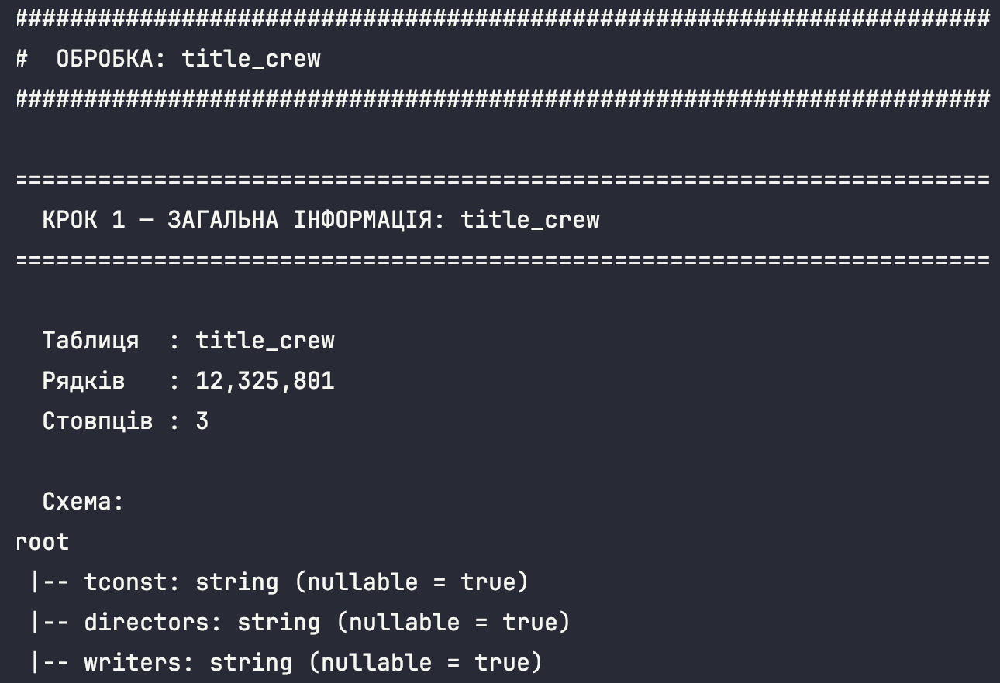 ######################################################################
#  ОБРОБКА: title_crew
######################################################################
======================================================================
  КРОК 1 — ЗАГАЛЬНА ІНФОРМАЦІЯ: title_crew
======================================================================
  Таблиця  : title_crew
  Рядків   : 12,325,801
  Стовпців : 3
  Схема:
root
 |-- tconst: string (nullable = true)
 |-- directors: string (nullable = true)
 |-- writers: string (nullable = true)